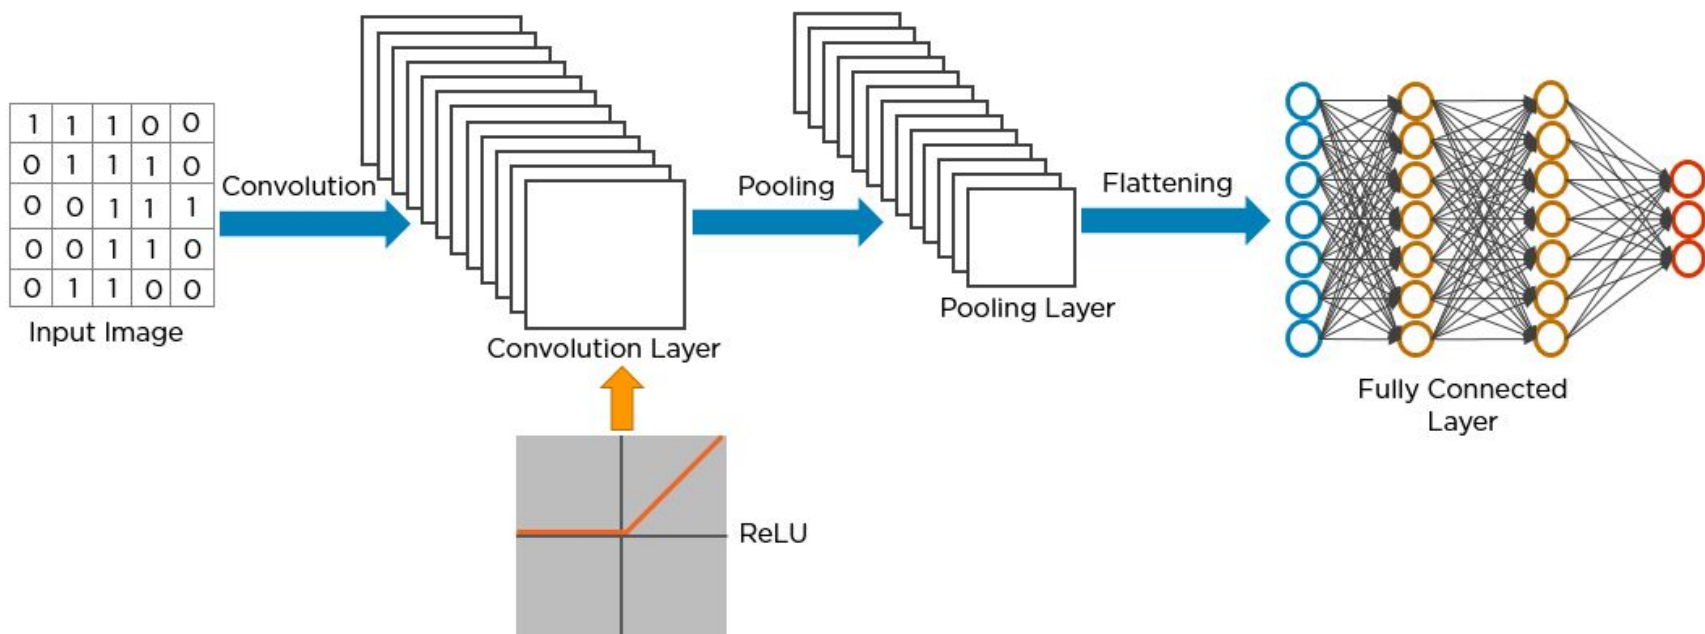 1 1 1 0 0
0 1 1 1 0
0 0 1 1 1
0 0 1 1 0
0 1 1 0 0
Input Image
Convolution
Convolution Layer
ReLU
Pooling
Pooling Layer
Flattening
Fully Connected
Layer